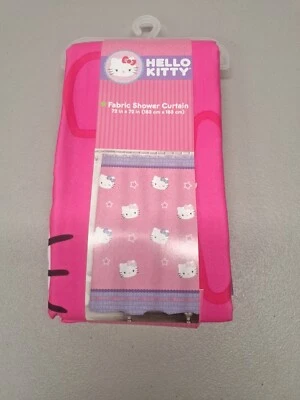 HELLO
KITTY
Fabric Shower Curtain
72 in x 72 in (183 cm x 183 cm)